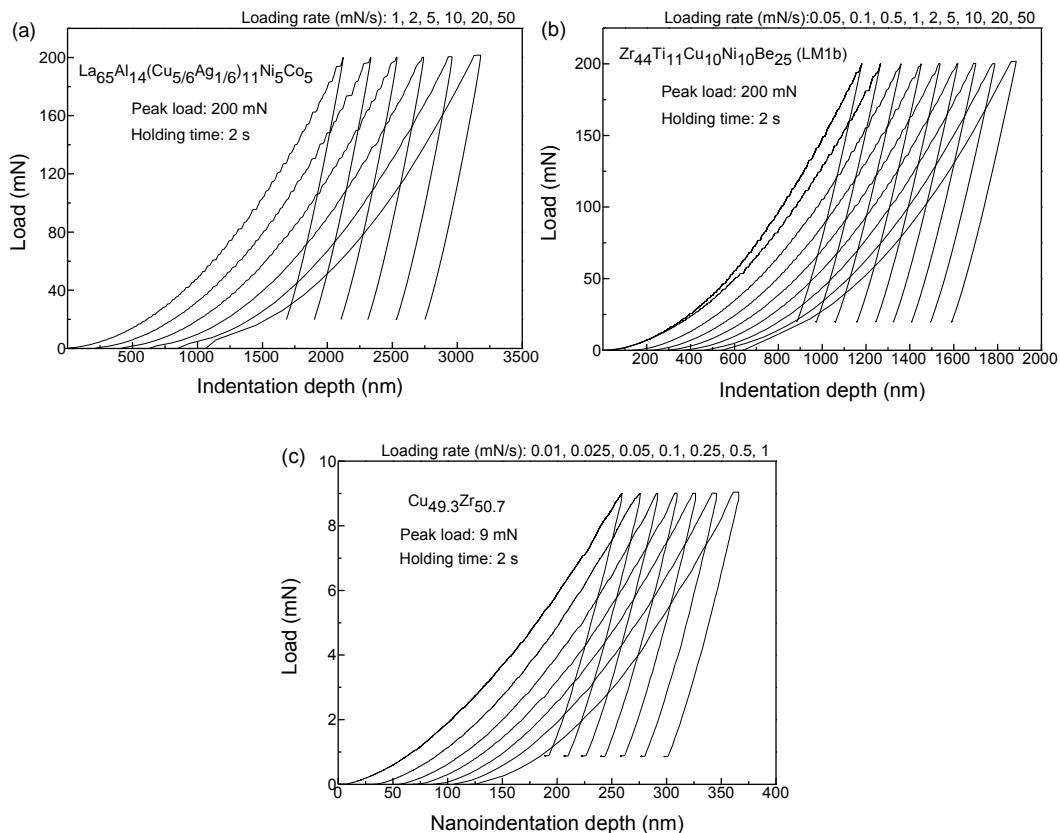 Loading rate (mN/s): 1, 2, 5, 10, 20, 50
(a)
La65Al14(Cu5/6Ag1/6)11Ni5Co5
Peak load: 200 mN
Holding time: 2 s
Load (mN)
200
160
120
80
40
0
500 1000 1500 2000 2500 3000 3500
Indentation depth (nm)
Loading rate (mN/s):0.05, 0.1, 0.5, 1, 2, 5, 10, 20, 50
(b)
Zr44Ti11Cu10Ni10Be25 (LM1b)
Peak load: 200 mN
Holding time: 2 s
Load (mN)
200
150
100
50
0
200 400 600 800 1000 1200 1400 1600 1800 2000
Indentation depth (nm)
Loading rate (mN/s): 0.01, 0.025, 0.05, 0.1, 0.25, 0.5, 1
(c)
Cu49.3Zr50.7
Peak load: 9 mN
Holding time: 2 s
Load (mN)
10
8
6
4
2
0
0 50 100 150 200 250 300 350 400
Nanoindentation depth (nm)